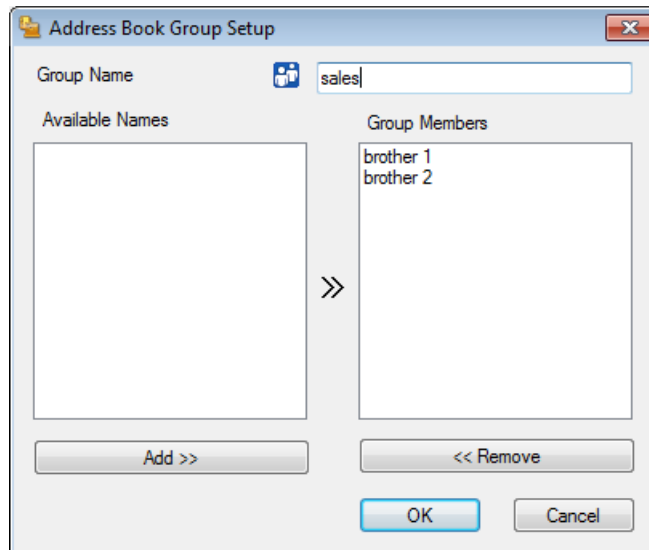 Address Book Group Setup
Group Name
sales
Available Names
Group Members
brother 1
brother 2
Add >>
<< Remove
OK
Cancel